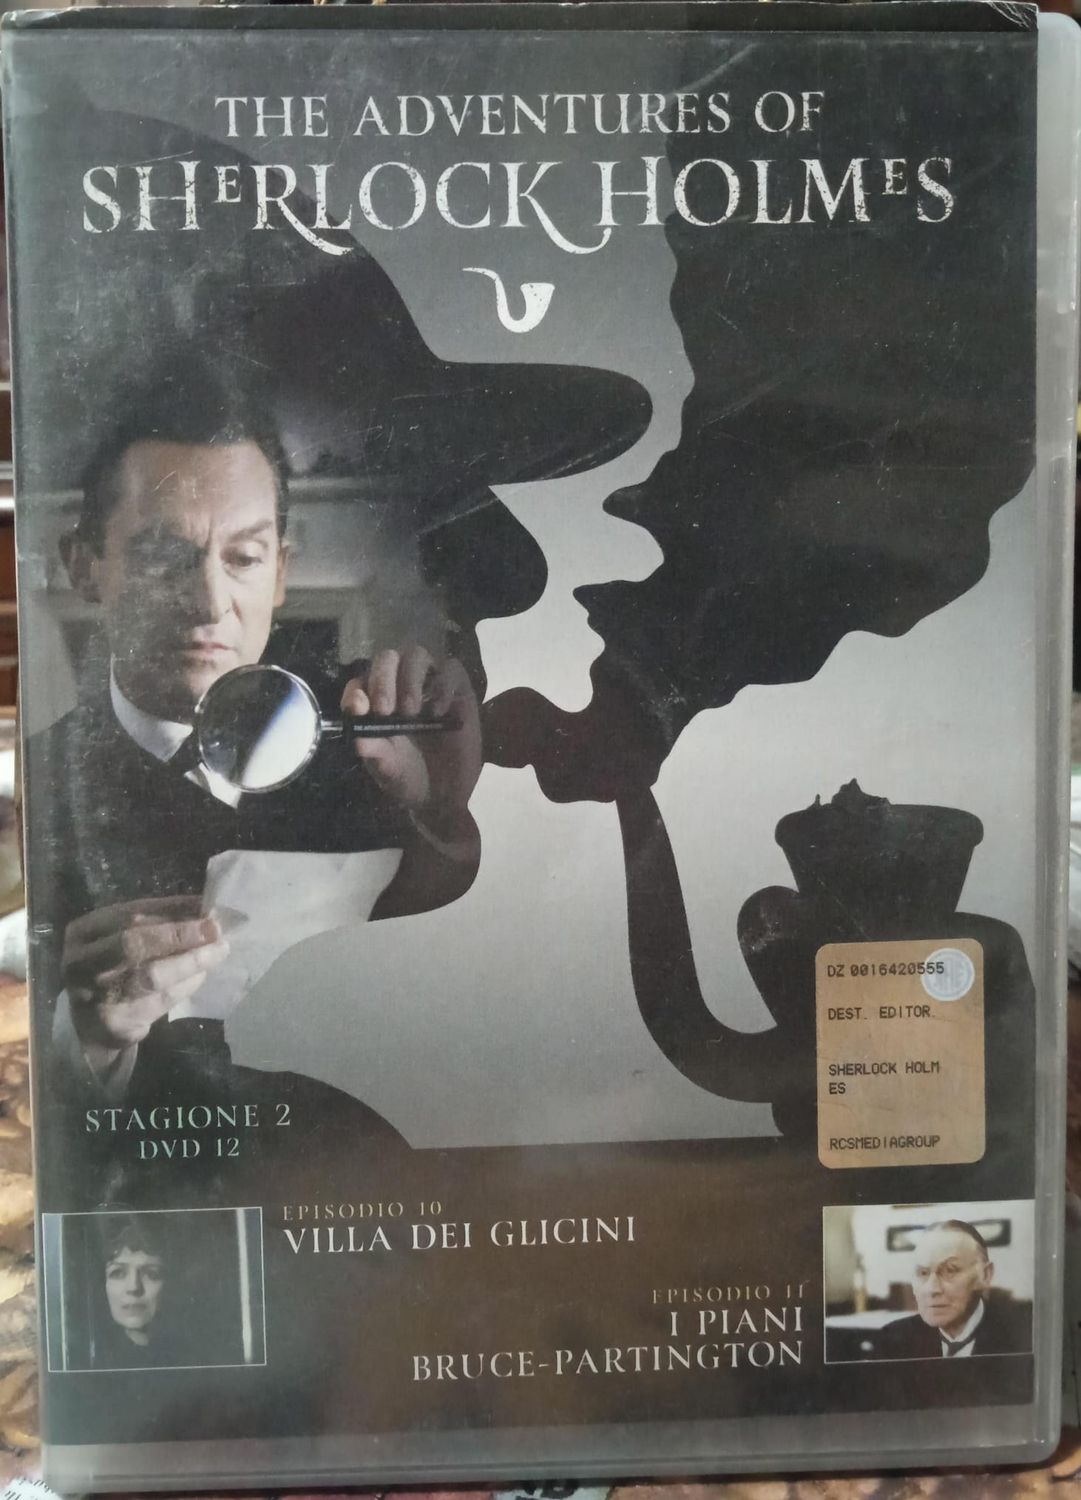 THE ADVENTURES OF
SHERLOCK HOLMES
DZ 0016420555
DEST. EDITOR.
SHERLOCK HOLM
ES
RCSMEDIAGROUP
STAGIONE 2
DVD 12
EPISODIO 10
VILLA DEI GLICINI
EPISODIO 11
I PIANI
BRUCE-PARTINGTON